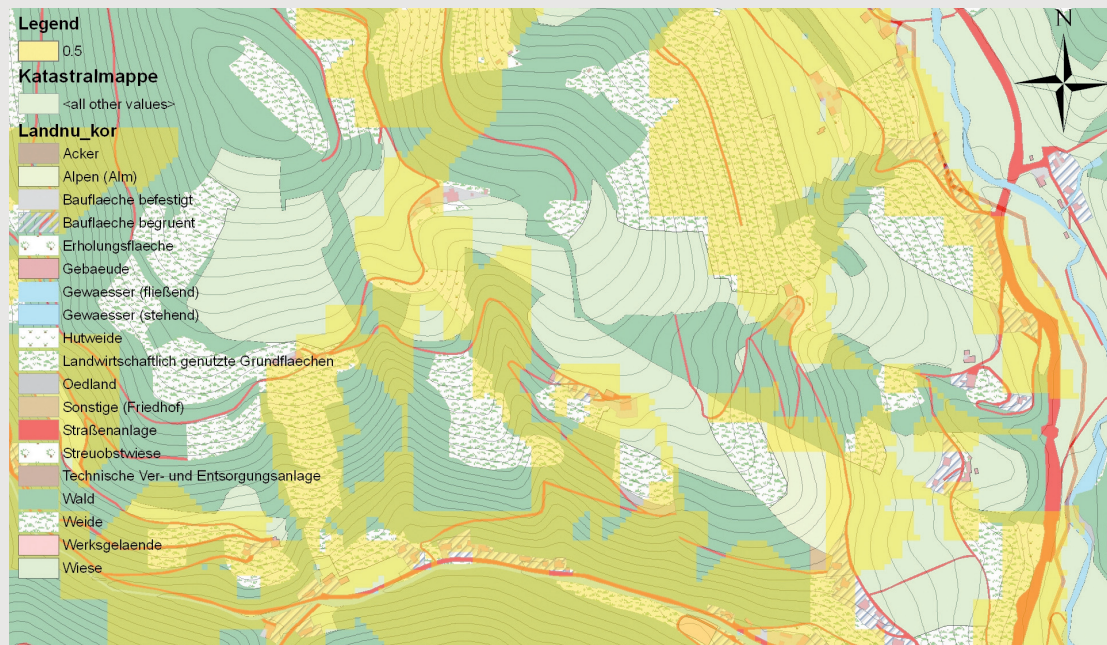 Legend
0.5
Katastralmappe
<all other values>
Landnu_kor
Acker
Alpen (Alm)
Bauflaeche befestigt
Bauflaeche begruent
Erholungsflaeche
Gebaeude
Gewaesser (fließend)
Gewaesser (stehend)
Hutweide
Landwirtschaftlich genutzte Grundflaechen
Oedland
Sonstige (Friedhof)
Straßenanlage
Streuobstwiese
Technische Ver- und Entsorgungsanlage
Wald
Weide
Werksgelaende
Wiese
N